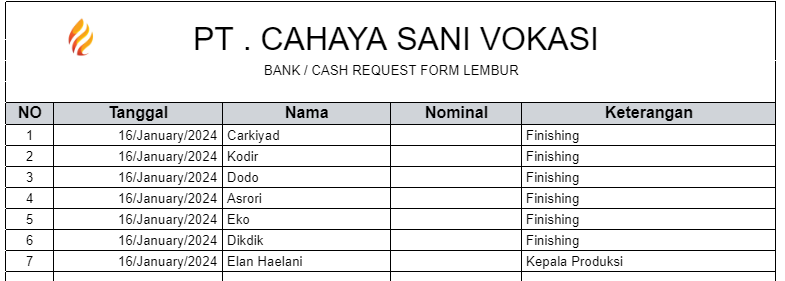 PT . CAHAYA SANI VOKASI
BANK / CASH REQUEST FORM LEMBUR
NO Tanggal Nama Nominal Keterangan
1 16/January/2024 Carkiyad Finishing
2 16/January/2024 Kodir Finishing
3 16/January/2024 Dodo Finishing
4 16/January/2024 Asrori Finishing
5 16/January/2024 Eko Finishing
6 16/January/2024 Dikdik Finishing
7 16/January/2024 Elan Haelani Kepala Produksi